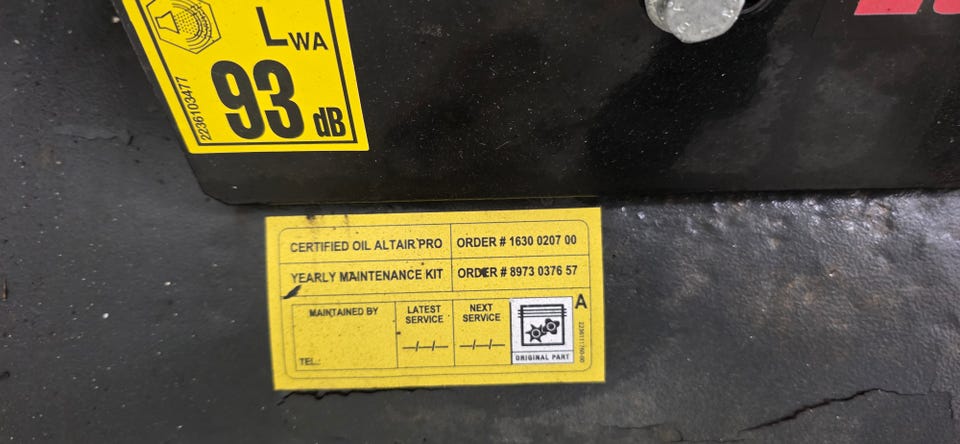 LWA
93 dB
2236103477
CERTIFIED OIL ALTAIR PRO ORDER # 1630 0207 00
YEARLY MAINTENANCE KIT ORDER # 8973 0376 57
MAINTAINED BY
TEL.:
LATEST
SERVICE
--/--/--
NEXT
SERVICE
--/--/--
ORIGINAL PART
A